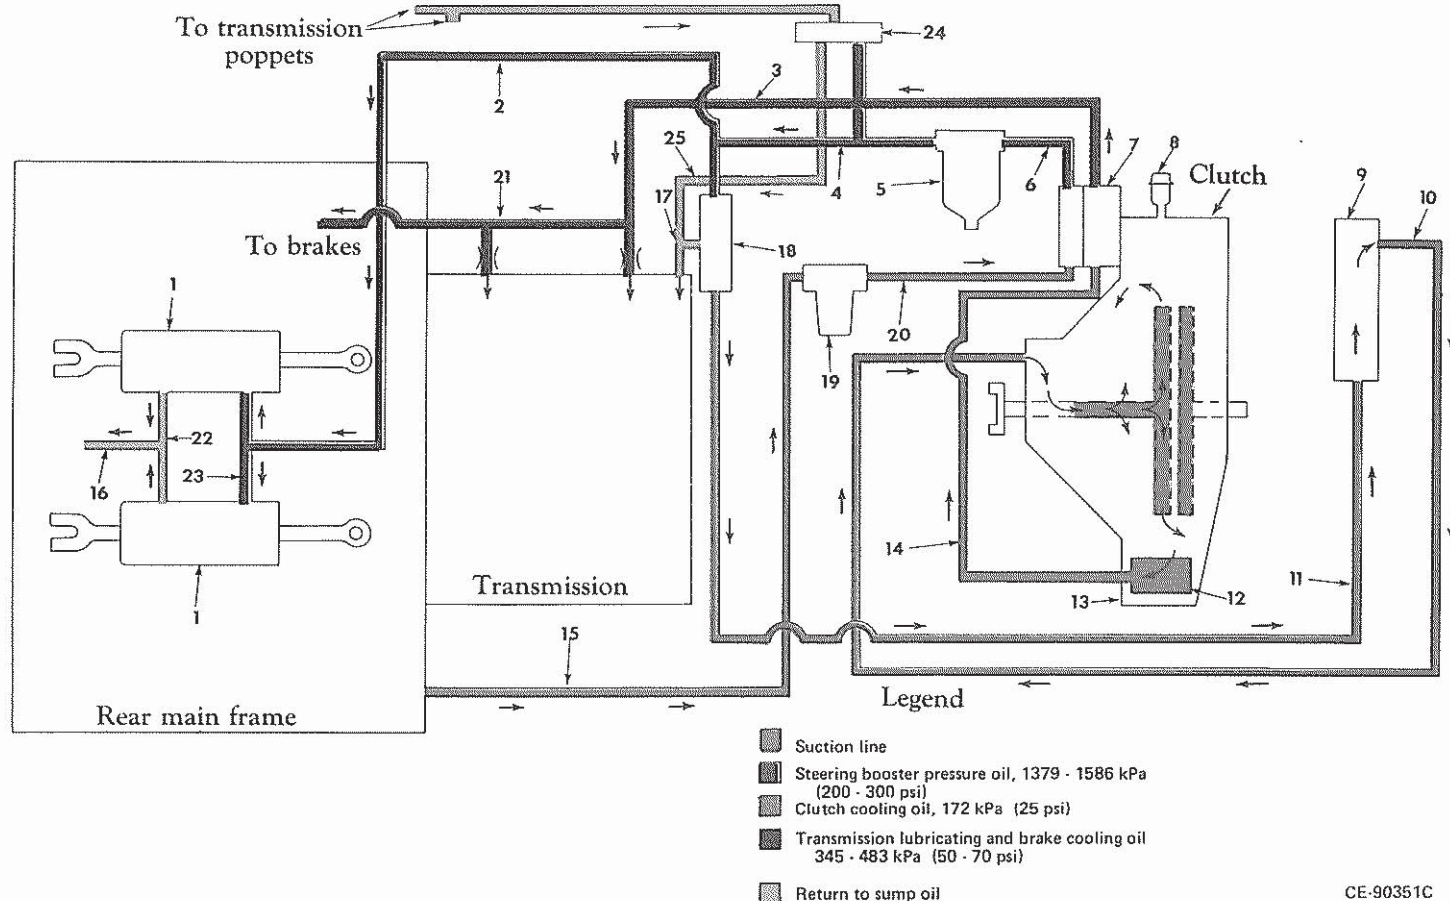 To transmission
poppets
24
3
2
25
4
5
6
7
8
Clutch
9
10
21
17
18
To brakes
1
20
19
22
23
16
14
Transmission
1
15
13
12
11
Rear main frame
Legend
Suction line
Steering booster pressure oil, 1379 - 1586 kPa
(200 - 300 psi)
Clutch cooling oil, 172 kPa (25 psi)
Transmission lubricating and brake cooling oil
345 - 483 kPa (50 - 70 psi)
Return to sump oil
CE-90351C